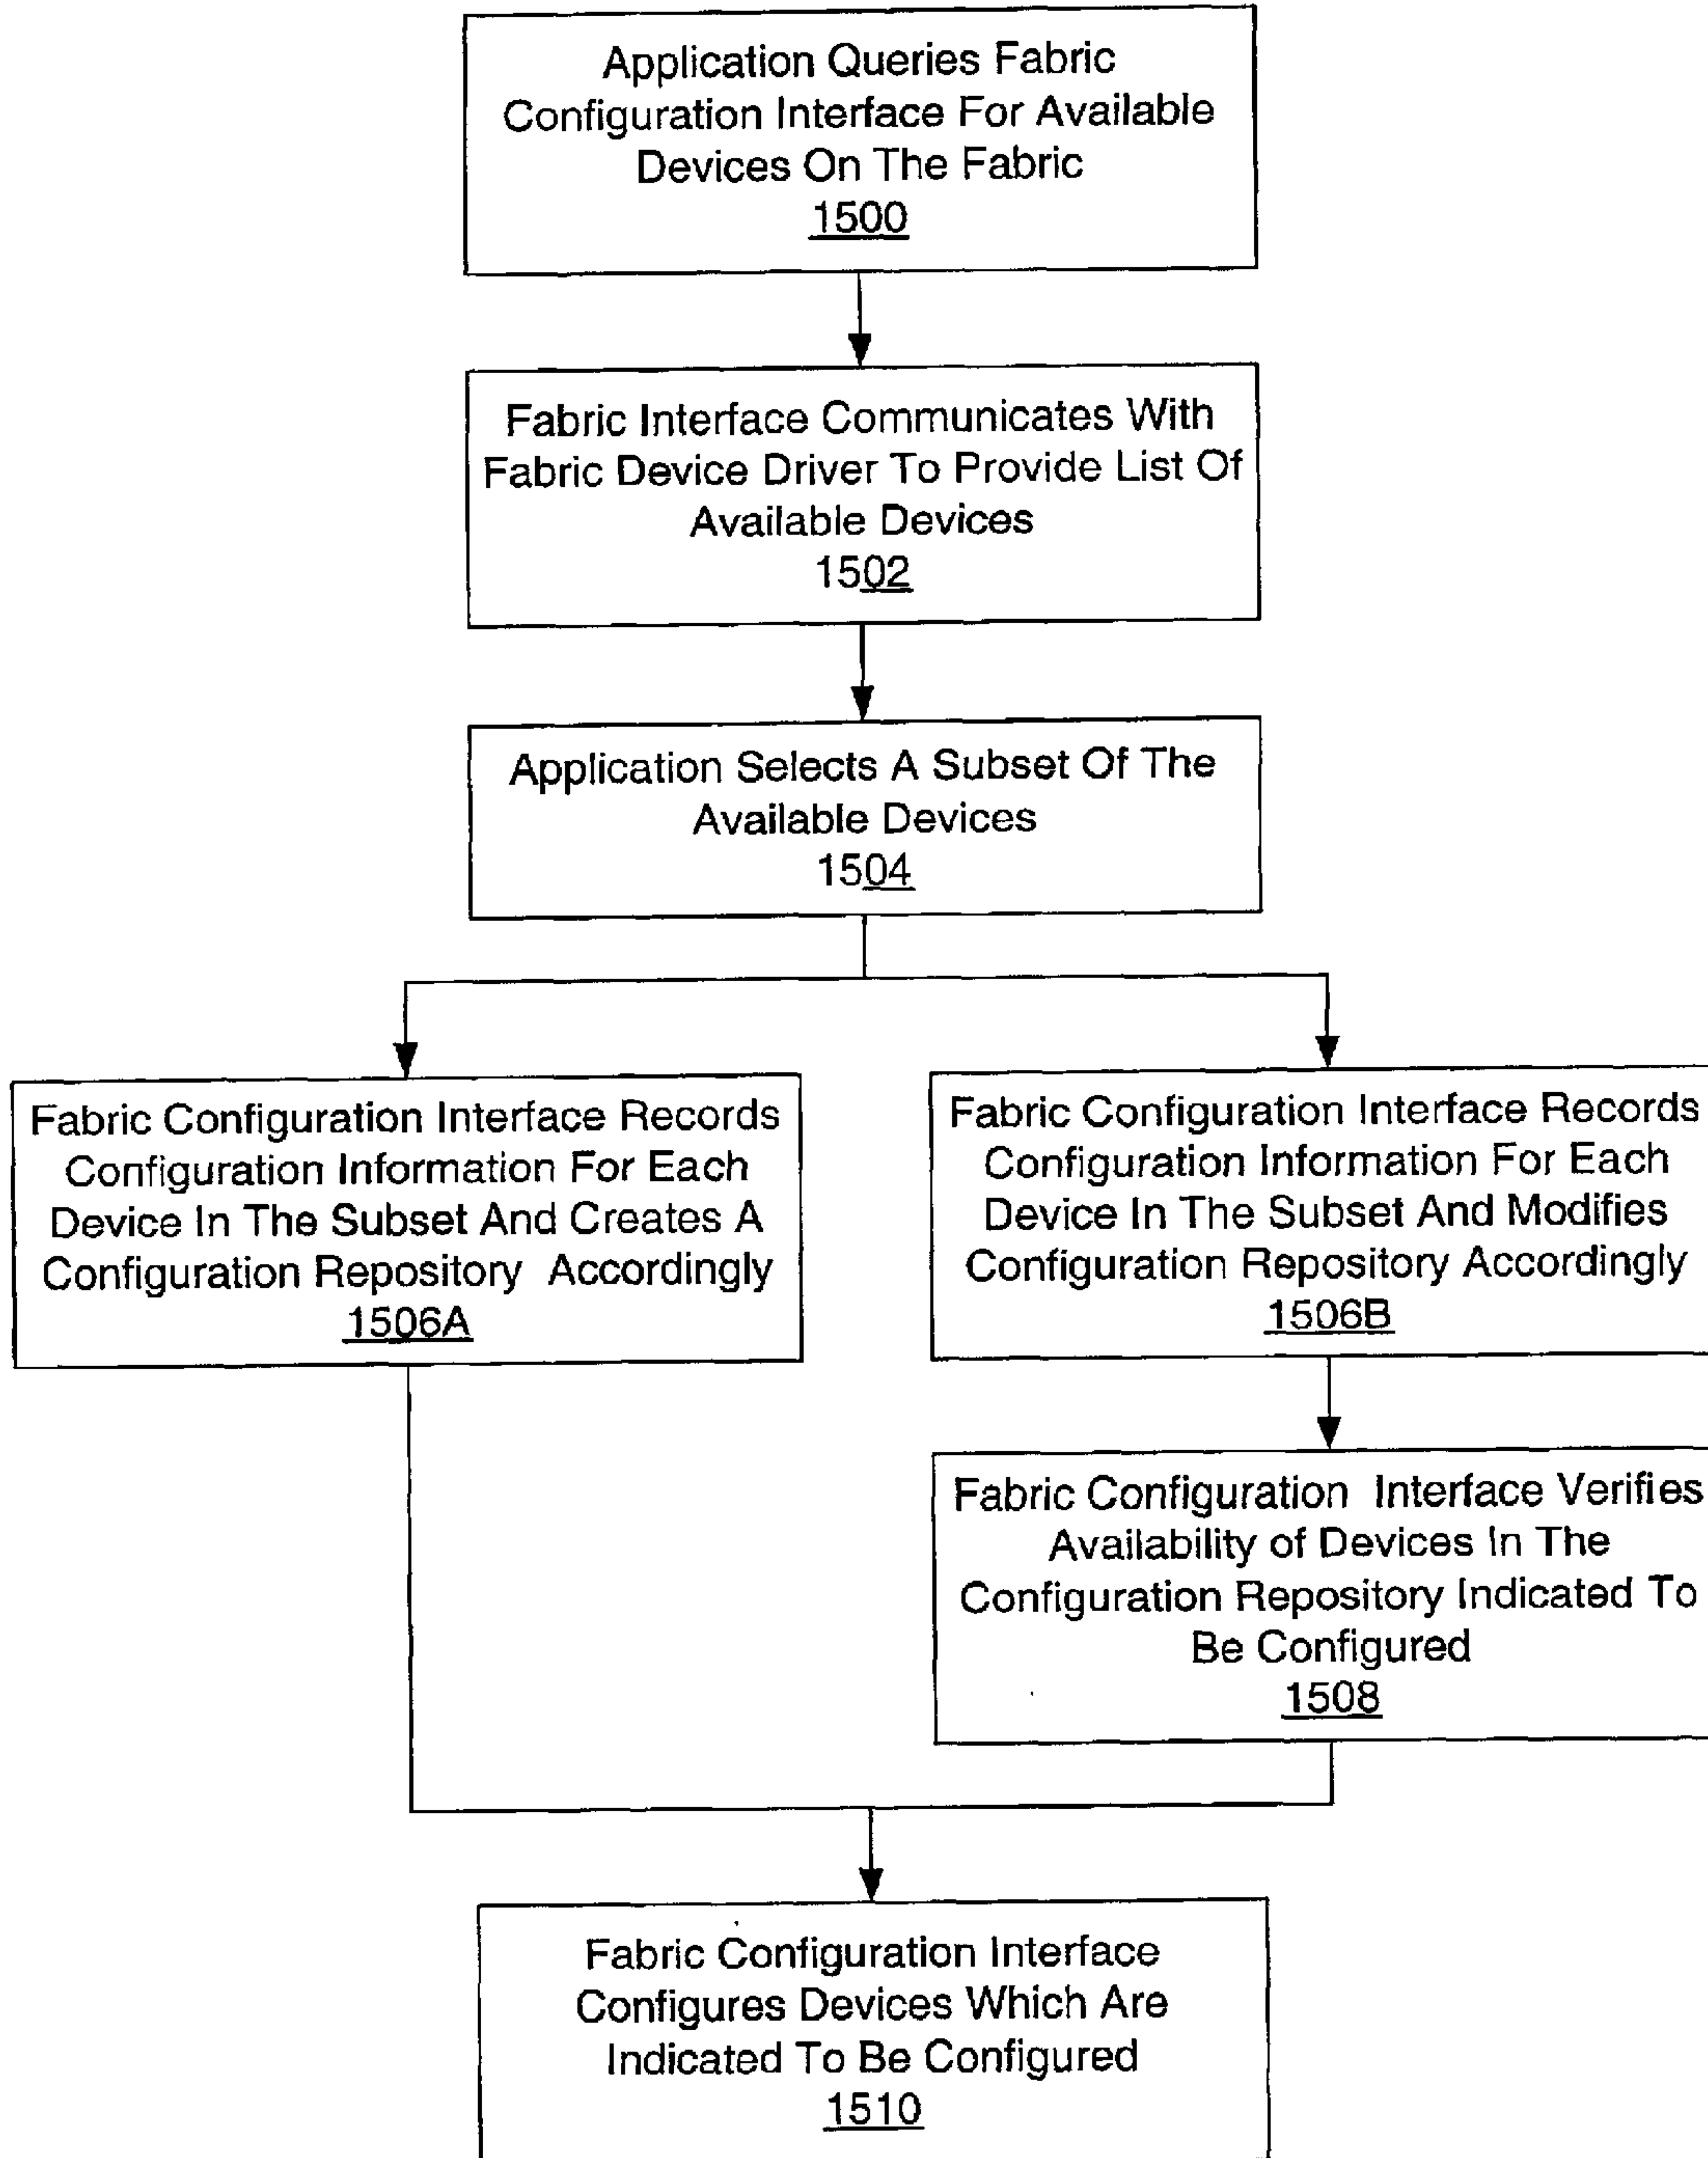 Application Queries Fabric
Configuration Interface For Available
Devices On The Fabric
1500
Fabric Interface Communicates With
Fabric Device Driver To Provide List Of
Available Devices
1502
Application Selects A Subset Of The
Available Devices
1504
Fabric Configuration Interface Records
Configuration Information For Each
Device In The Subset And Creates A
Configuration Repository Accordingly
1506A
Fabric Configuration Interface Records
Configuration Information For Each
Device In The Subset And Modifies
Configuration Repository Accordingly
1506B
Fabric Configuration Interface Verifies
Availability of Devices In The
Configuration Repository Indicated To
Be Configured
1508
Fabric Configuration Interface
Configures Devices Which Are
Indicated To Be Configured
1510